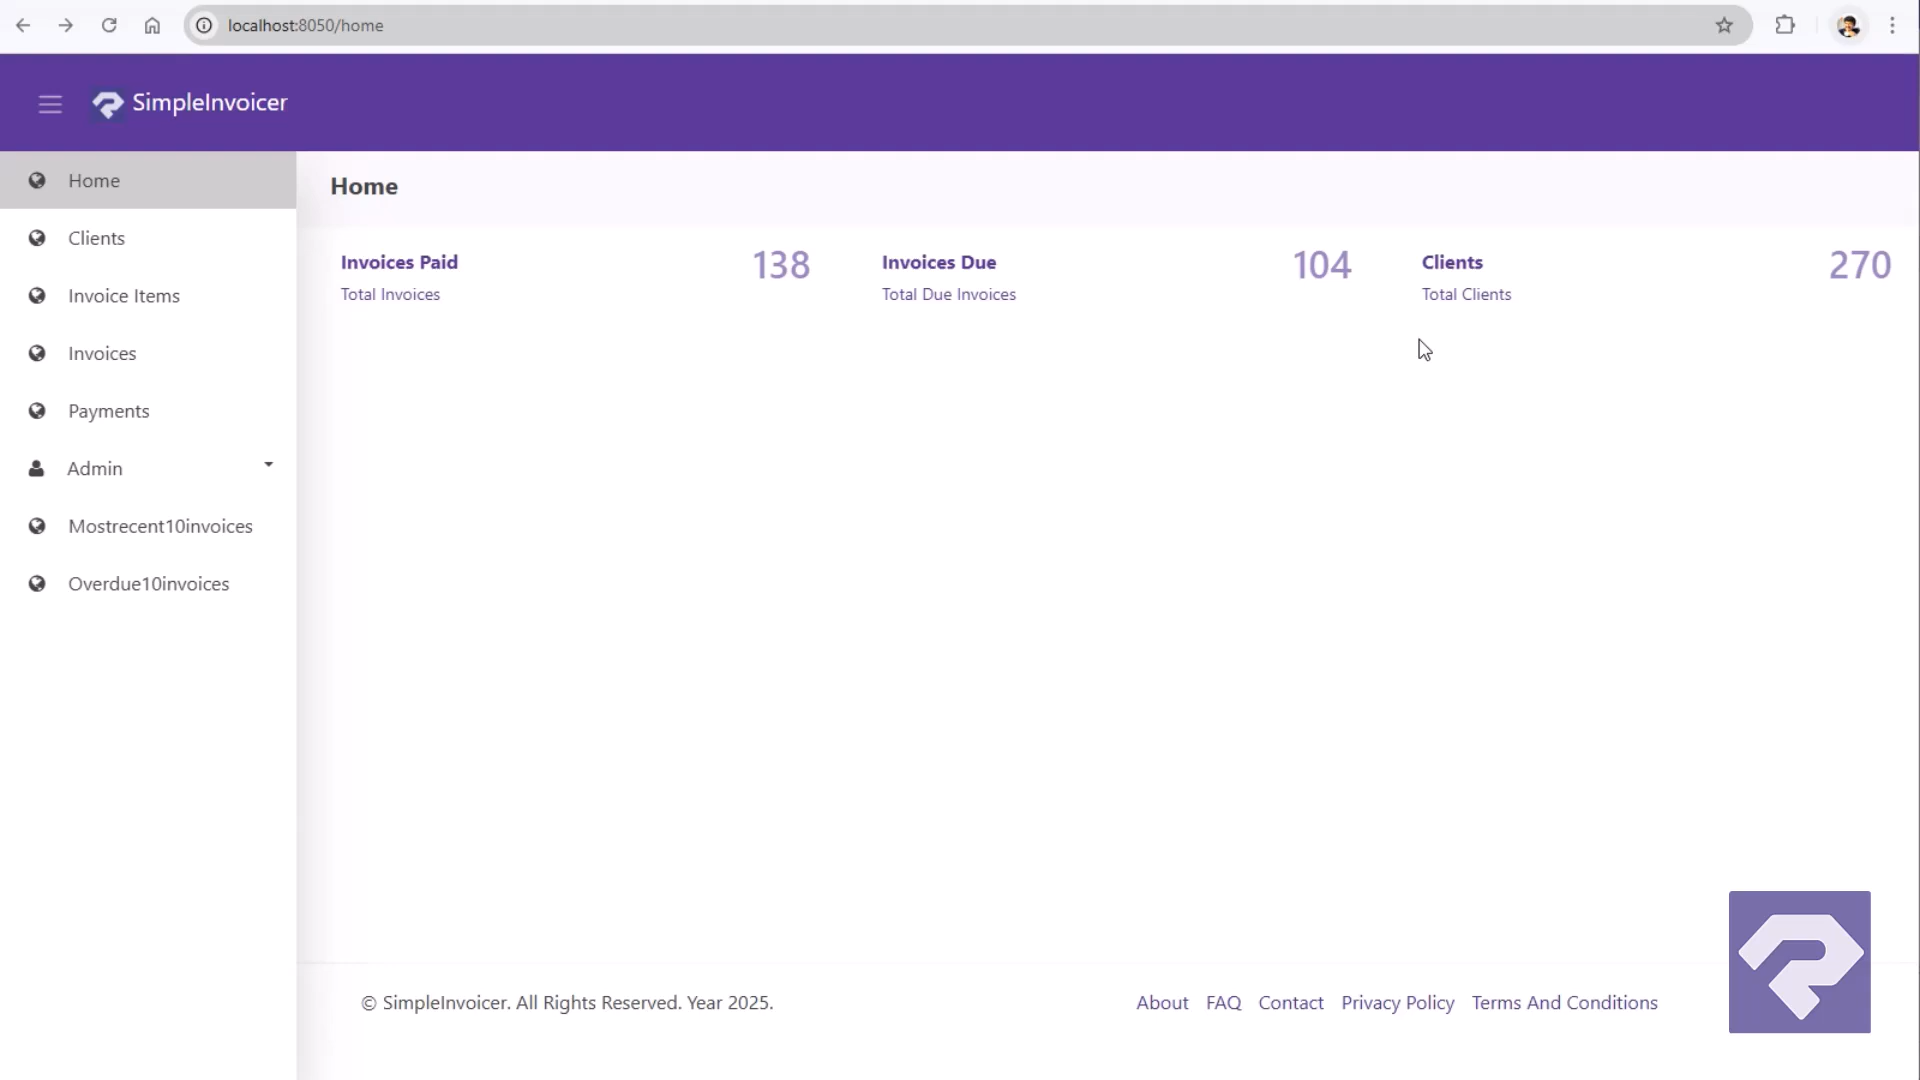 localhost:8050/home
SimpleInvoicer
Home
Clients
Invoice Items
Invoices
Payments
Admin
Mostrecent10invoices
Overdue10invoices
Home
Invoices Paid 138
Total Invoices
Invoices Due 104
Total Due Invoices
Clients 270
Total Clients
© SimpleInvoicer. All Rights Reserved. Year 2025.
About FAQ Contact Privacy Policy Terms And Conditions